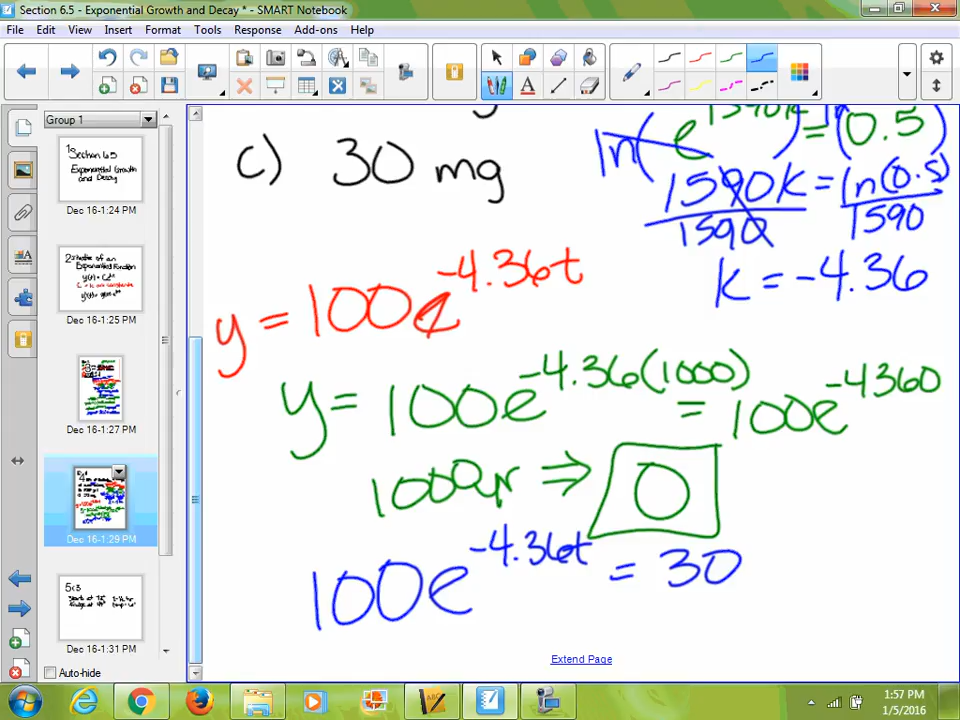 Section 6.5 - Exponential Growth and Decay * - SMART Notebook
File Edit View Insert Format Tools Response Add-ons Help
Group 1
Section 6.5
Exponential Growth
and Decay
Dec 16-1:24 PM
Exponential Function
Dec 16-1:25 PM
Dec 16-1:27 PM
Dec 16-1:29 PM
Dec 16-1:31 PM
Auto-hide
ln(e^1590k) = ln(0.5)
c) 30 mg
1590k = ln(0.5)
1590 1590
k = -4.36
y = 100e^-4.36t
y = 100e^-4.36(1000) = 100e^-4360
1000yr ⇒ 0
100e^-4.36t = 30
Extend Page
1:57 PM
1/5/2016